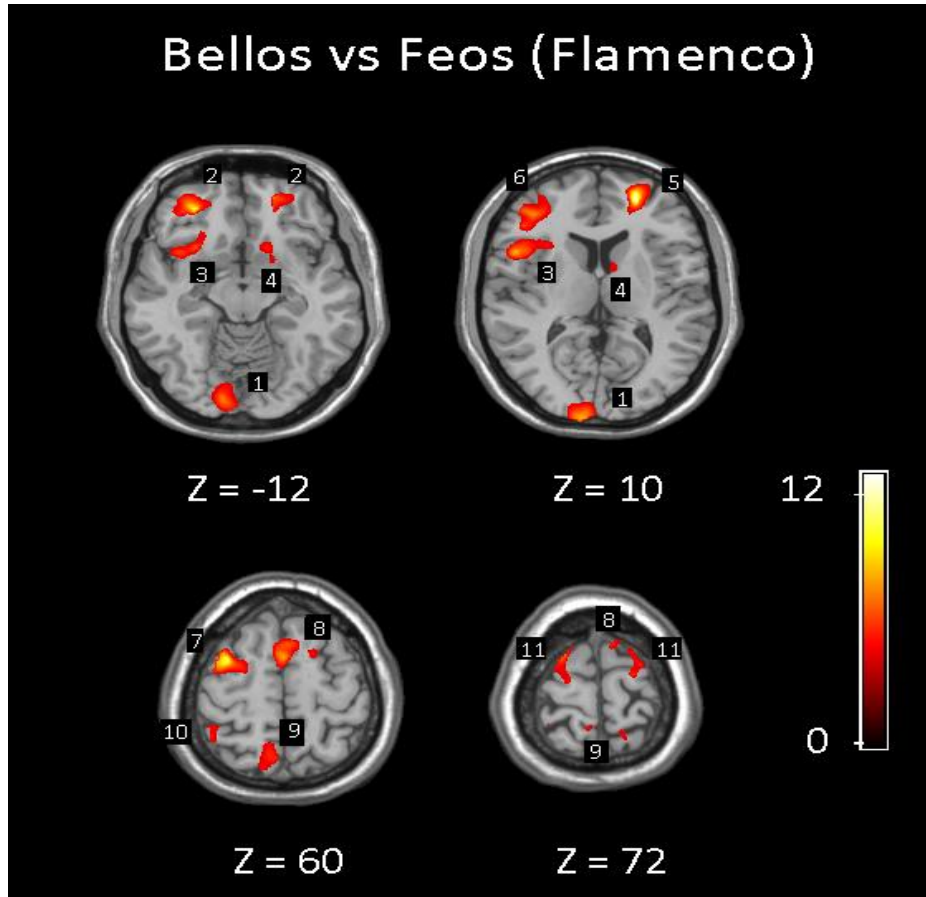 Bellos vs Feos (Flamenco)
2 2
3 4
1
Z = -12
6 5
3 4
1
Z = 10
12
0
7 8
10 9
Z = 60
8
11 11
9
Z = 72